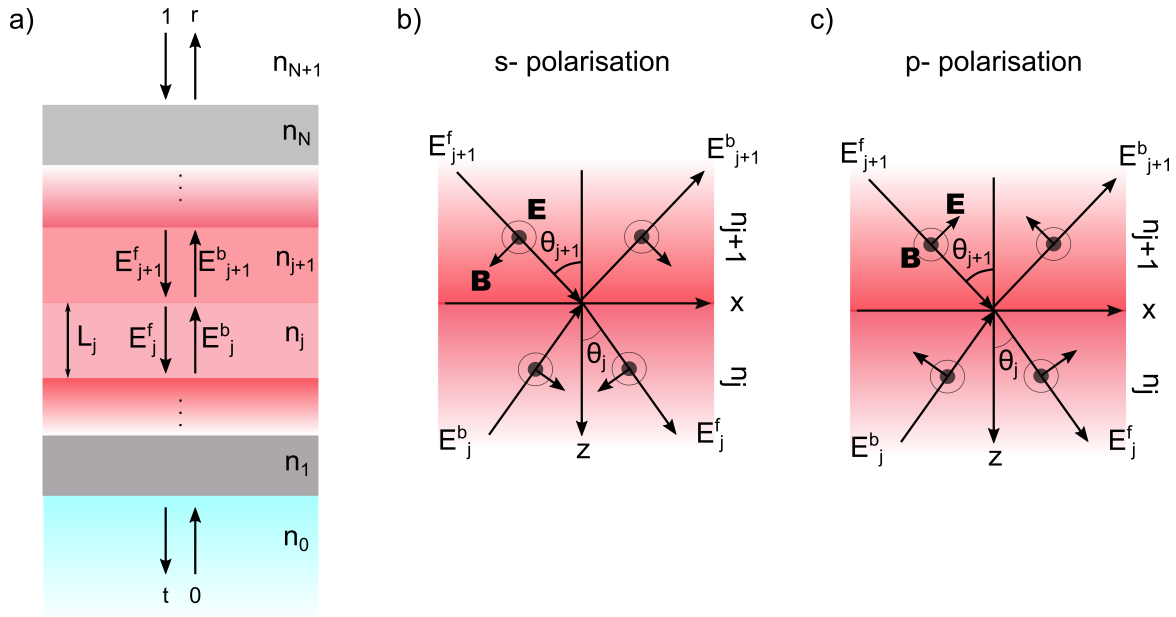 a)
1 r
n_{N+1}
n_N
⋮ ⋮
E^f_{j+1} E^b_{j+1} n_{j+1}
L_j E^f_j E^b_j n_j
⋮ ⋮
n_1
n_0
t 0
b)
s- polarisation
E^f_{j+1} E^b_{j+1}
E
θ_{j+1}
B
n_{j+1}
x
θ_j
n_j
E^b_j z E^f_j
c)
p- polarisation
E^f_{j+1} E^b_{j+1}
E
B
θ_{j+1}
n_{j+1}
x
θ_j
n_j
E^b_j z E^f_j